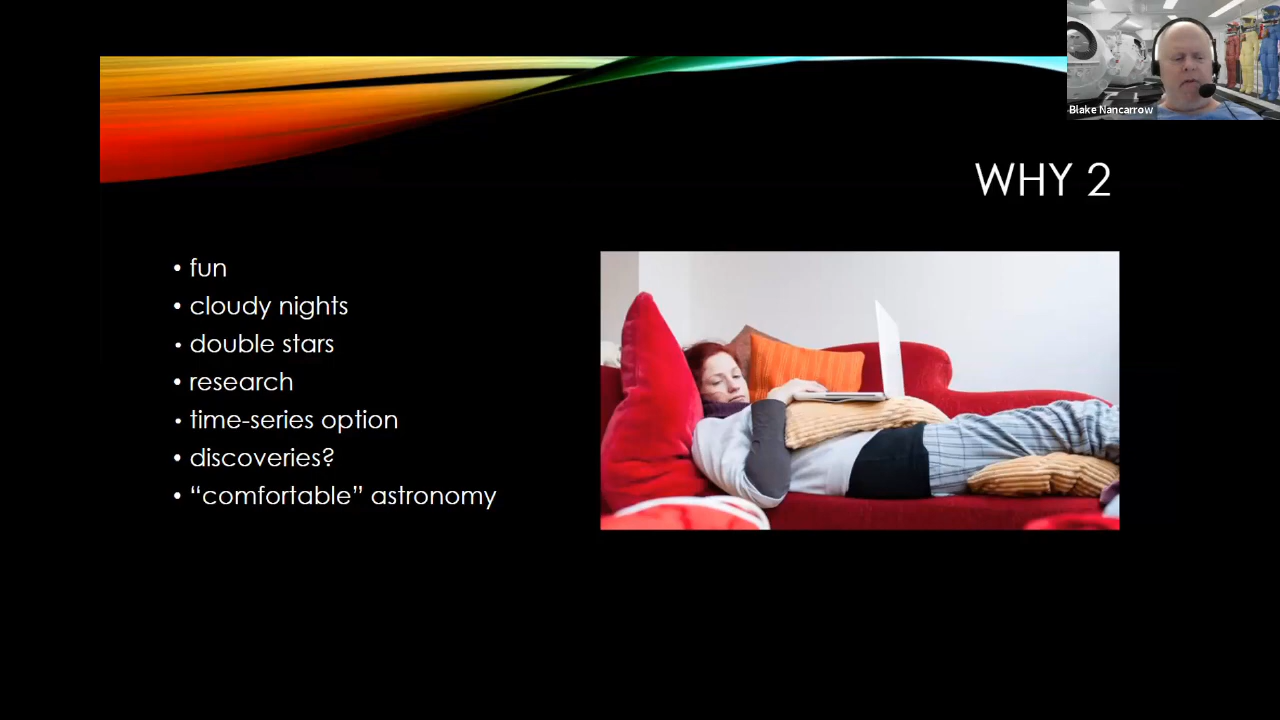 Blake Nancarrow
WHY 2
• fun
• cloudy nights
• double stars
• research
• time-series option
• discoveries?
• “comfortable” astronomy